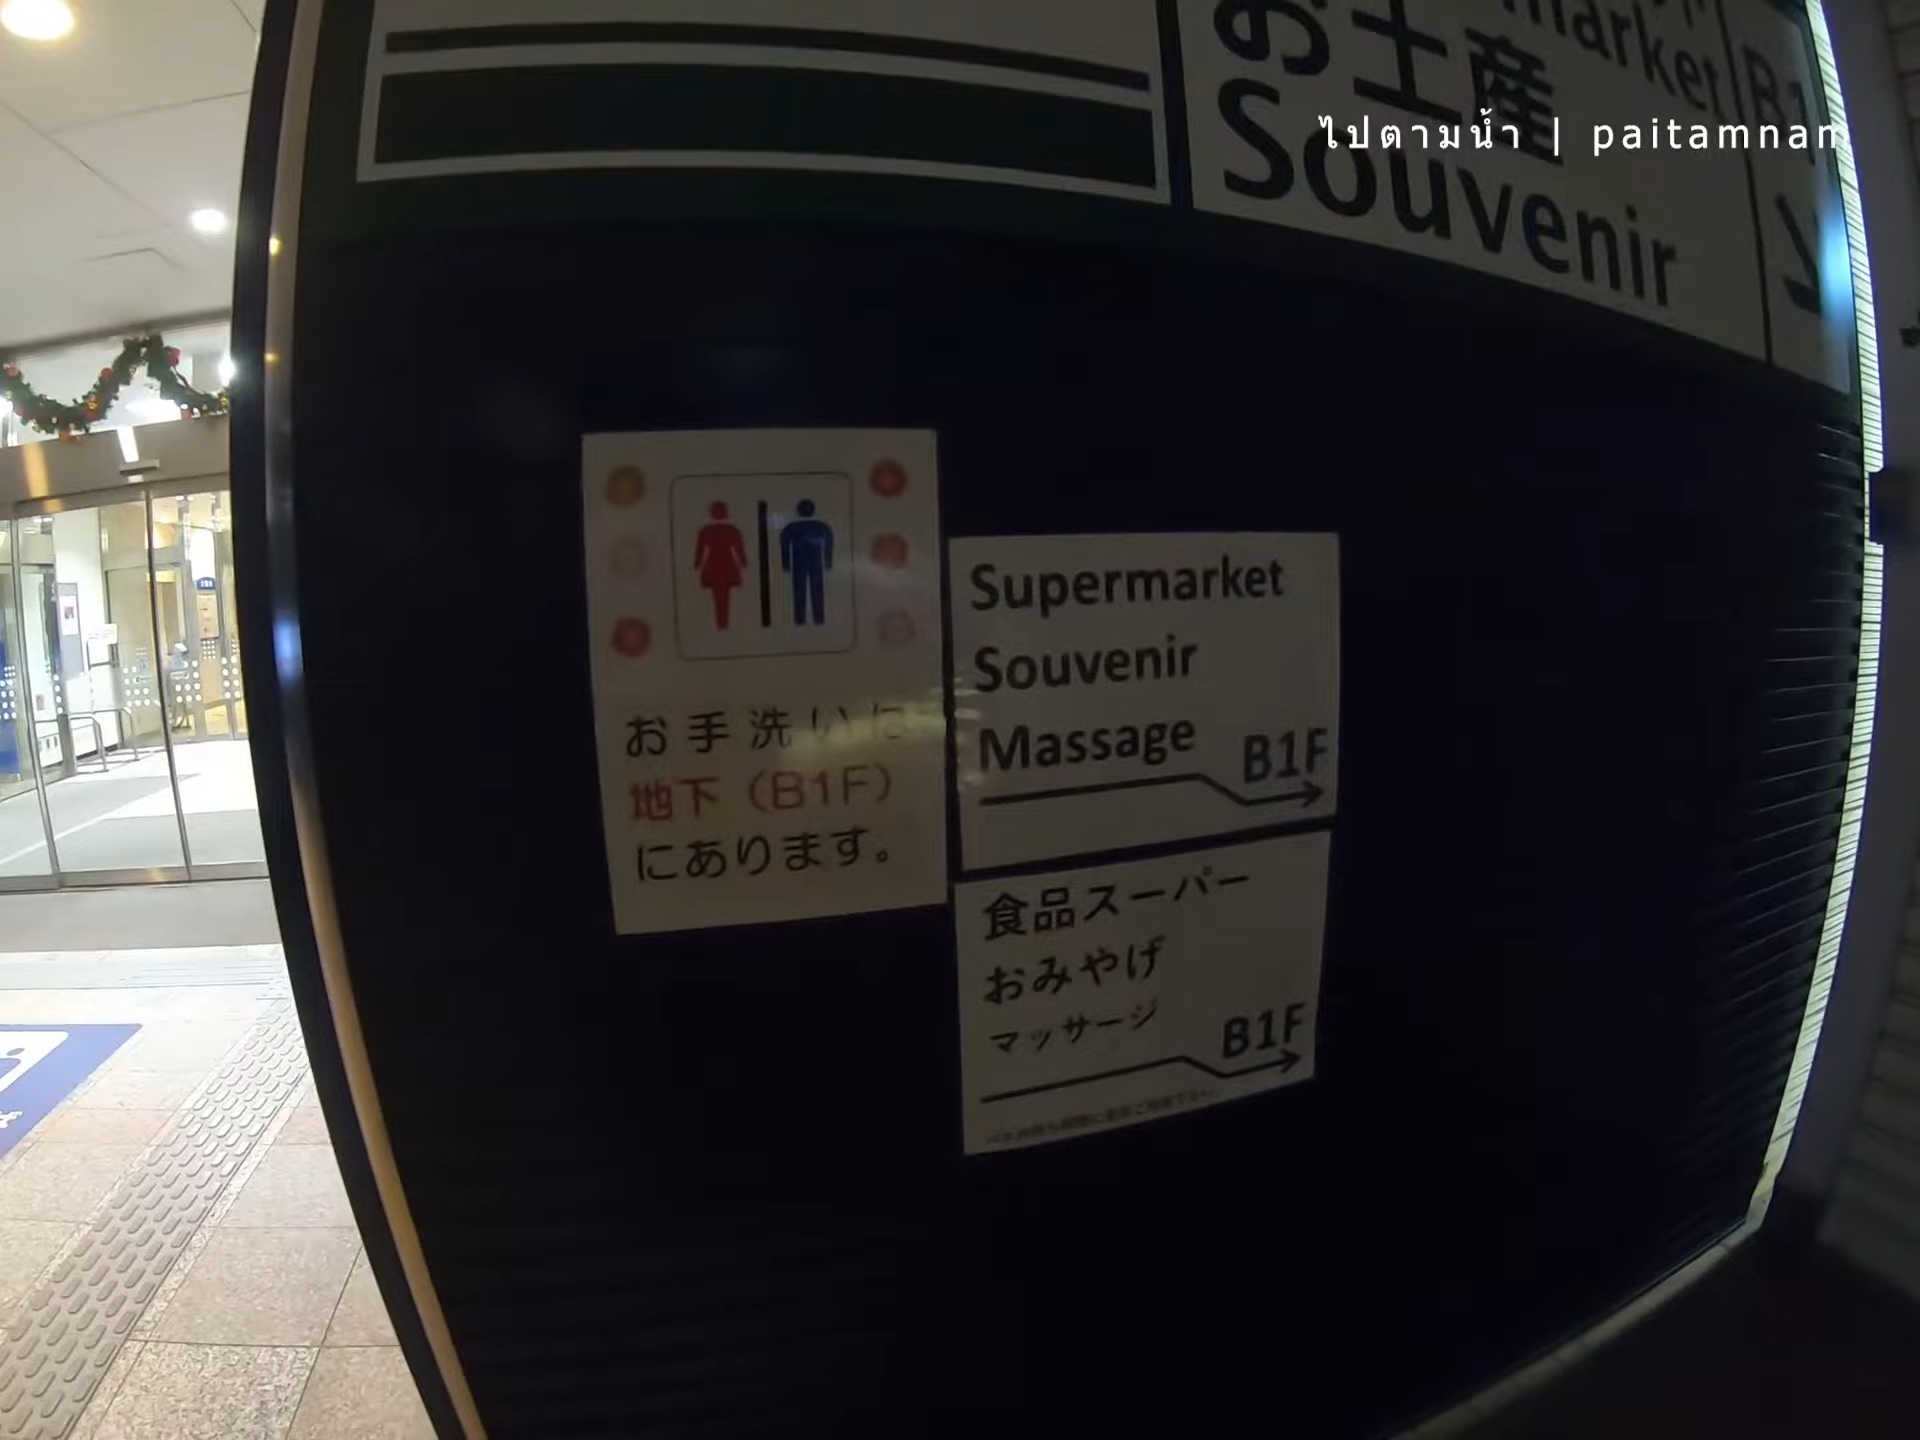 market
お土産
Souvenir
ไปตามน้ำ | paitamnan
お手洗いは
地下（B1F）
にあります。
Supermarket
Souvenir
Massage
B1F
食品スーパー
おみやげ
マッサージ
B1F